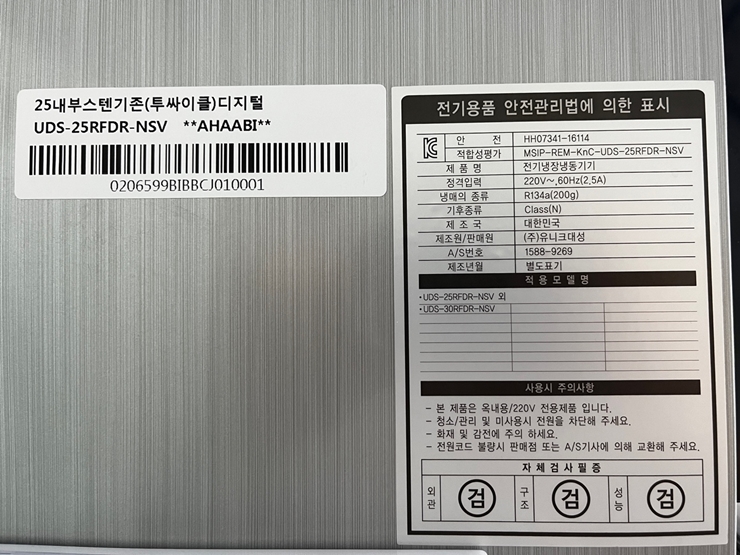 25내부스텐기존(투싸이클)디지털
UDS-25RFDR-NSV **AHAABI**
0206599BIBBCJ010001
전기용품 안전관리법에 의한 표시
안 전 HH07341-16114
적합성평가 MSIP-REM-KnC-UDS-25RFDR-NSV
제 품 명 전기냉장냉동기기
정격입력 220V~,60Hz(2.5A)
냉매의 종류 R134a(200g)
기후종류 Class(N)
제 조 국 대한민국
제조원/판매원 (주)유니크대성
A/S번호 1588-9269
제조년월 별도표기
적 용 모 델 명
•UDS-25RFDR-NSV 외
•UDS-30RFDR-NSV
사용시 주의사항
- 본 제품은 옥내용/220V 전용제품 입니다.
- 청소/관리 및 미사용시 전원을 차단해 주세요.
- 화재 및 감전에 주의 하세요.
- 전원코드 불량시 판매점 또는 A/S기사에 의해 교환해 주세요.
자 체 검 사 필 증
외관 검 구조 검 성능 검